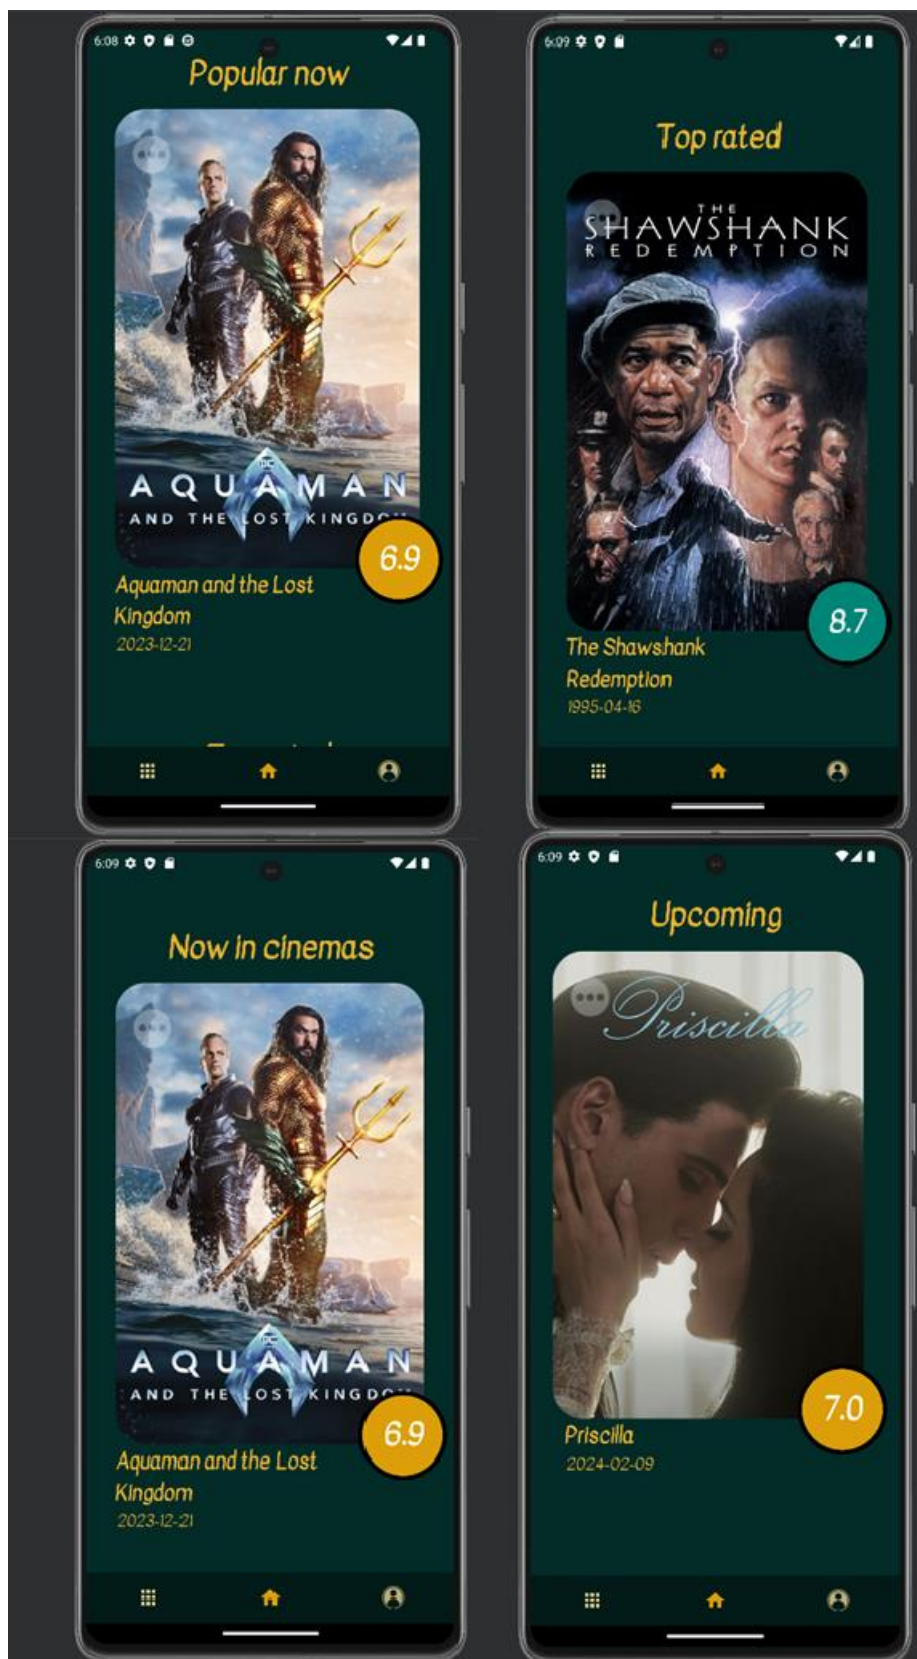 6:08
Popular now
AQUAMAN
AND THE LOST KINGDOM
6.9
Aquaman and the Lost
Kingdom
2023-12-21
6:09
Top rated
THE
SHAWSHANK
REDEMPTION
8.7
The Shawshank
Redemption
1995-04-16
6:09
Now in cinemas
AQUAMAN
AND THE LOST KINGDOM
6.9
Aquaman and the Lost
Kingdom
2023-12-21
6:09
Upcoming
Priscilla
7.0
Priscilla
2024-02-09